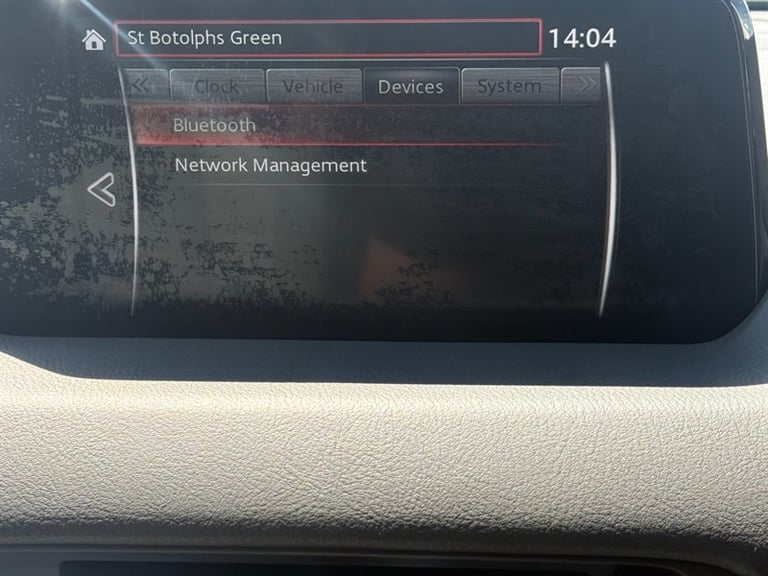 St Botolphs Green 14:04
Clock Vehicle Devices System
Bluetooth
Network Management